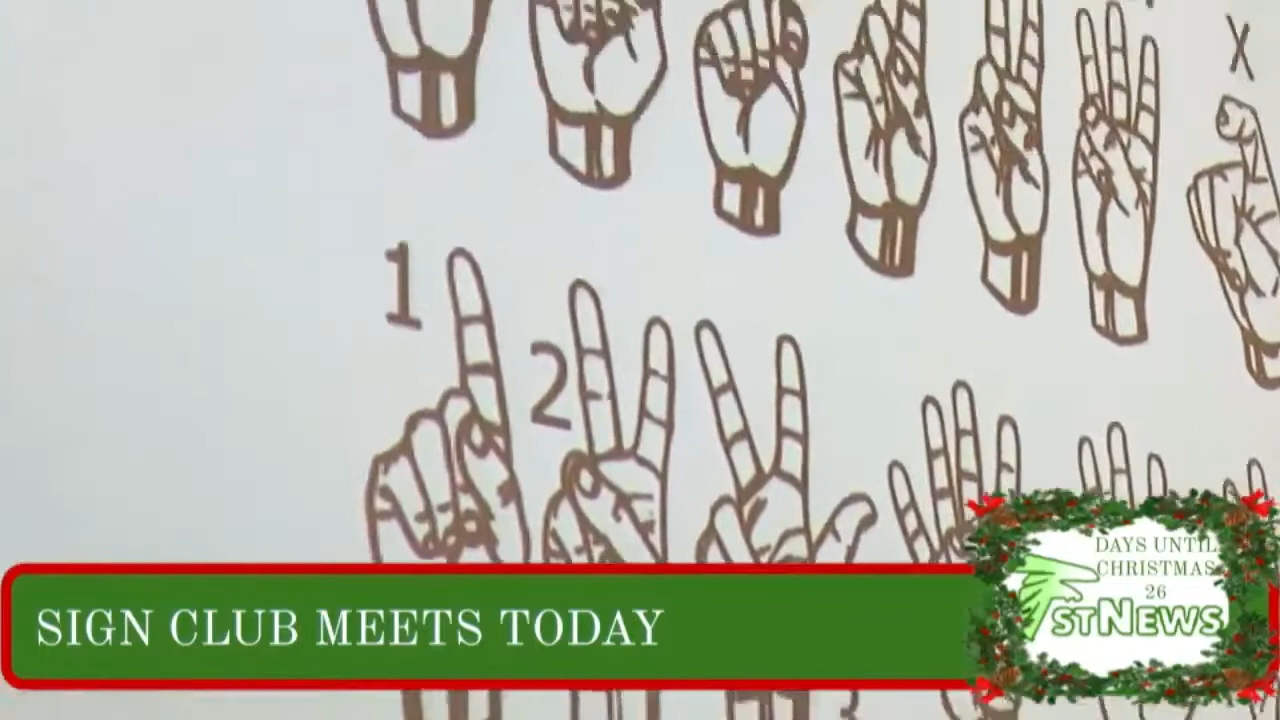 X
1
2
SIGN CLUB MEETS TODAY
DAYS UNTIL
CHRISTMAS
26
STNEWS